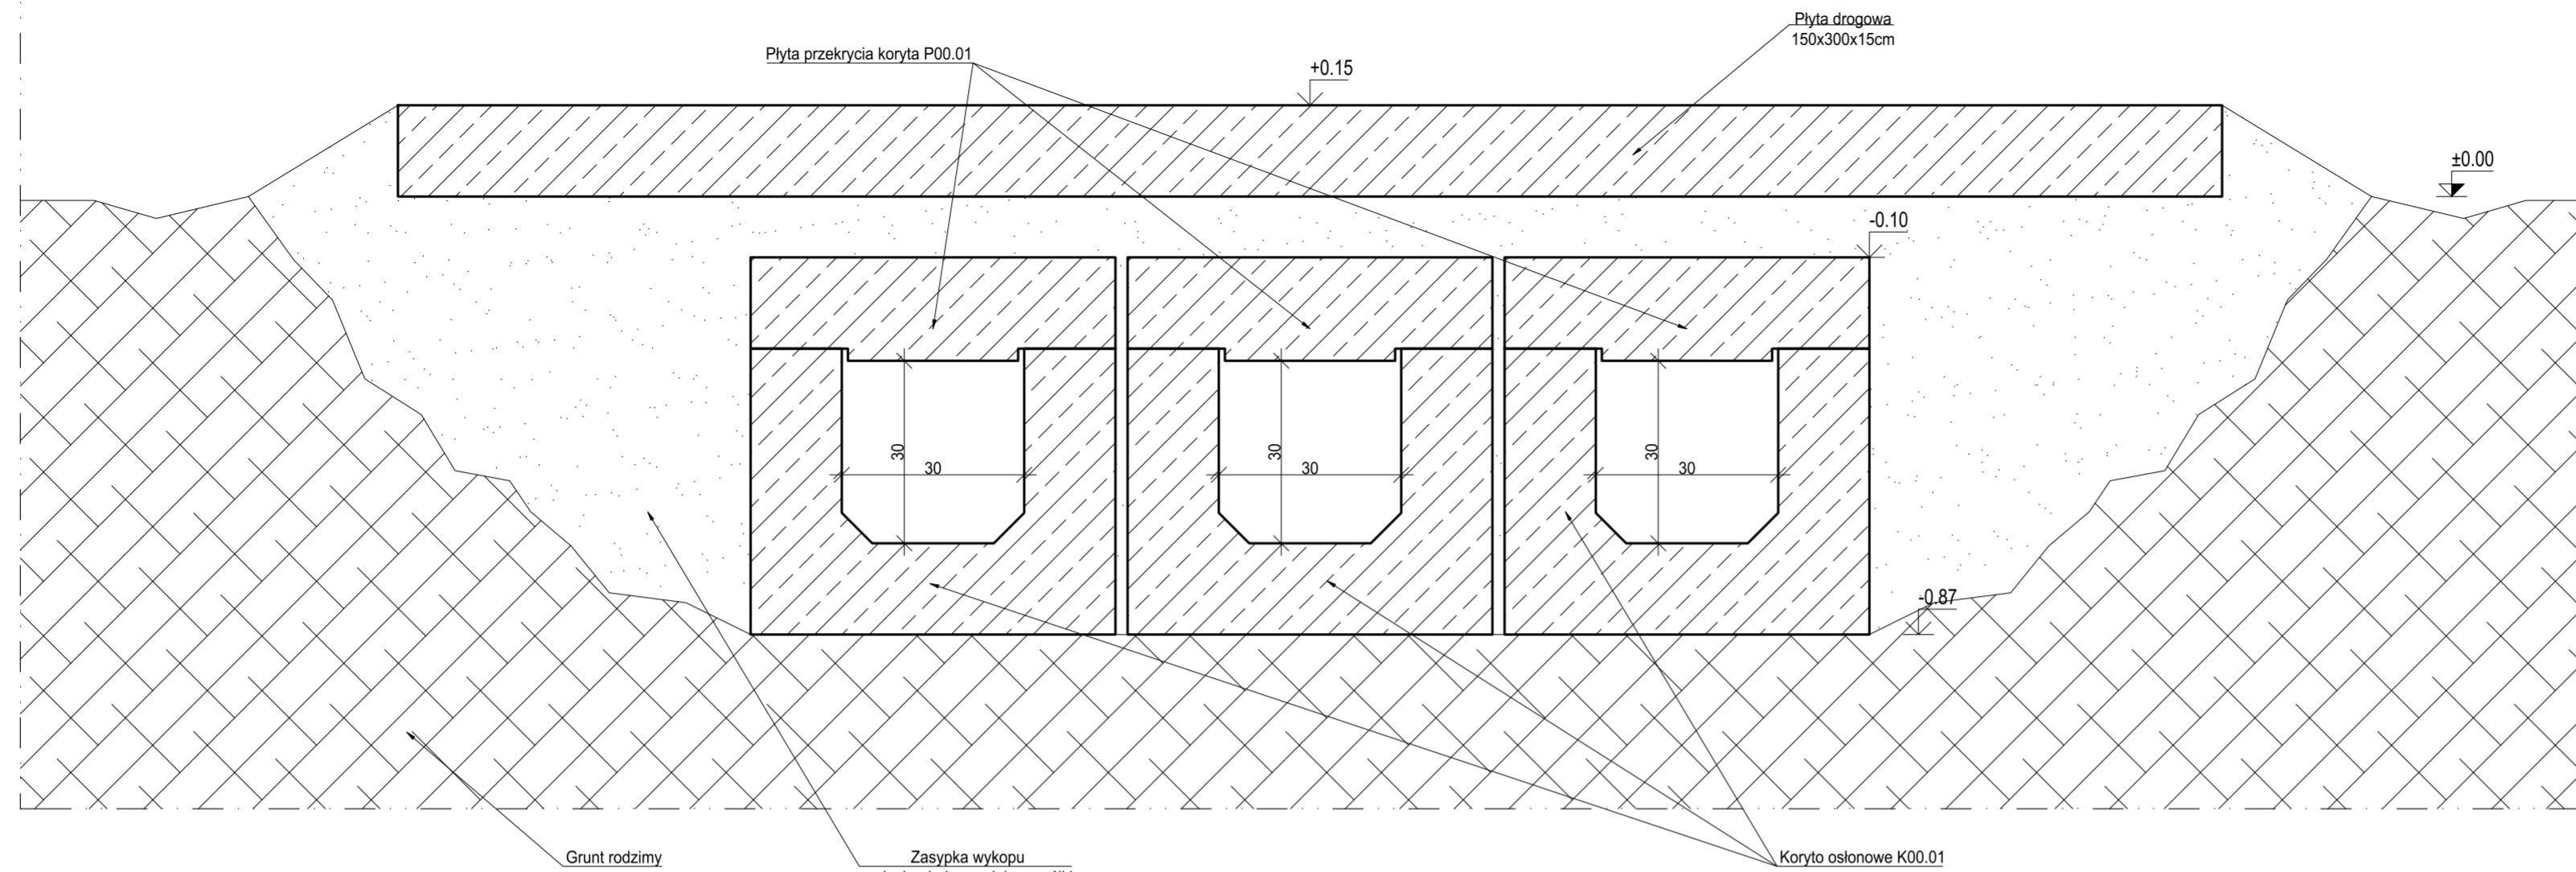 Płyta drogowa
150x300x15cm
Płyta przekrycia koryta P00.01
+0.15
±0.00
-0.10
30
30
30
30
30
30
-0.87
Grunt rodzimy
Zasypka wykopu
Koryto osłonowe K00.01